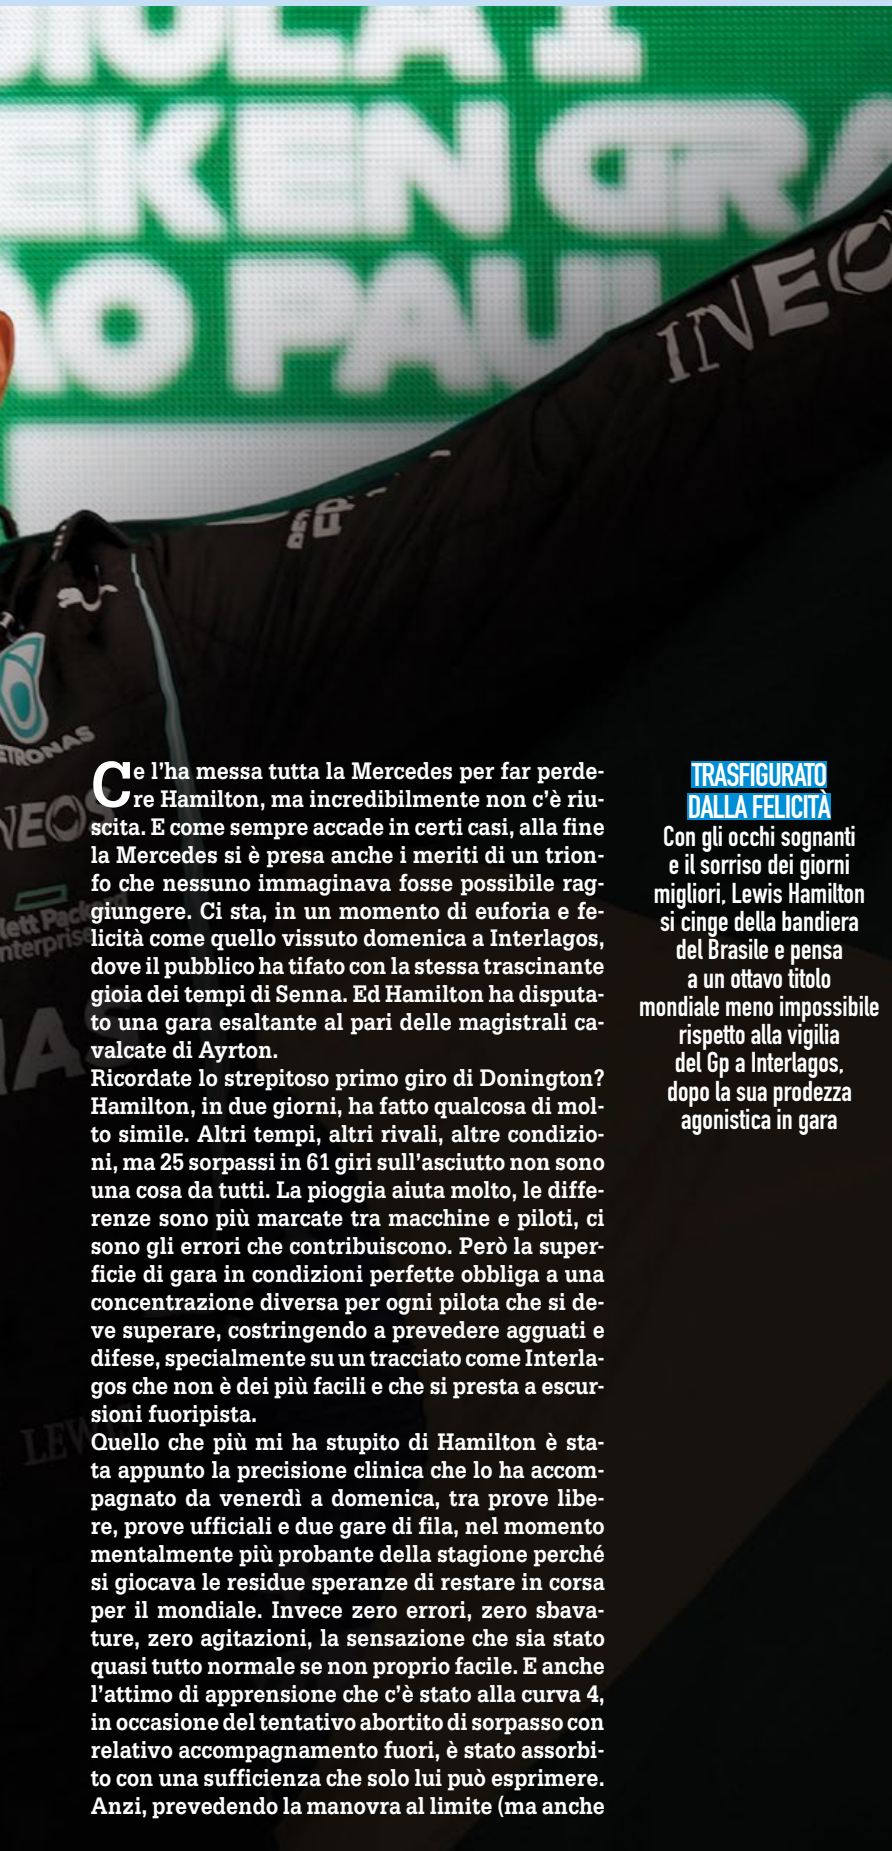 INEO
PUMA
LEW
Ce l’ha messa tutta la Mercedes per far perde-
re Hamilton, ma incredibilmente non c’è riu-
scita. E come sempre accade in certi casi, alla fine
la Mercedes si è presa anche i meriti di un trion-
fo che nessuno immaginava fosse possibile rag-
giungere. Ci sta, in un momento di euforia e fe-
licità come quello vissuto domenica a Interlagos,
dove il pubblico ha tifato con la stessa trascinante
gioia dei tempi di Senna. Ed Hamilton ha disputa-
to una gara esaltante al pari delle magistrali ca-
valcate di Ayrton.
Ricordate lo strepitoso primo giro di Donington?
Hamilton, in due giorni, ha fatto qualcosa di mol-
to simile. Altri tempi, altri rivali, altre condizio-
ni, ma 25 sorpassi in 61 giri sull’asciutto non sono
una cosa da tutti. La pioggia aiuta molto, le diffe-
renze sono più marcate tra macchine e piloti, ci
sono gli errori che contribuiscono. Però la super-
ficie di gara in condizioni perfette obbliga a una
concentrazione diversa per ogni pilota che si de-
ve superare, costringendo a prevedere agguati e
difese, specialmente su un tracciato come Interla-
gos che non è dei più facili e che si presta a escur-
sioni fuoripista.
Quello che più mi ha stupito di Hamilton è sta-
ta appunto la precisione clinica che lo ha accom-
pagnato da venerdì a domenica, tra prove libe-
re, prove ufficiali e due gare di fila, nel momento
mentalmente più probante della stagione perché
si giocava le residue speranze di restare in corsa
per il mondiale. Invece zero errori, zero sbava-
ture, zero agitazioni, la sensazione che sia stato
quasi tutto normale se non proprio facile. E anche
l’attimo di apprensione che c’è stato alla curva 4,
in occasione del tentativo abortito di sorpasso con
relativo accompagnamento fuori, è stato assorbi-
to con una sufficienza che solo lui può esprimere.
Anzi, prevedendo la manovra al limite (ma anche
TRASFIGURATO
DALLA FELICITÀ
Con gli occhi sognanti
e il sorriso dei giorni
migliori, Lewis Hamilton
si cinge della bandiera
del Brasile e pensa
a un ottavo titolo
mondiale meno impossibile
rispetto alla vigilia
del Gp a Interlagos,
dopo la sua prodezza
agonistica in gara